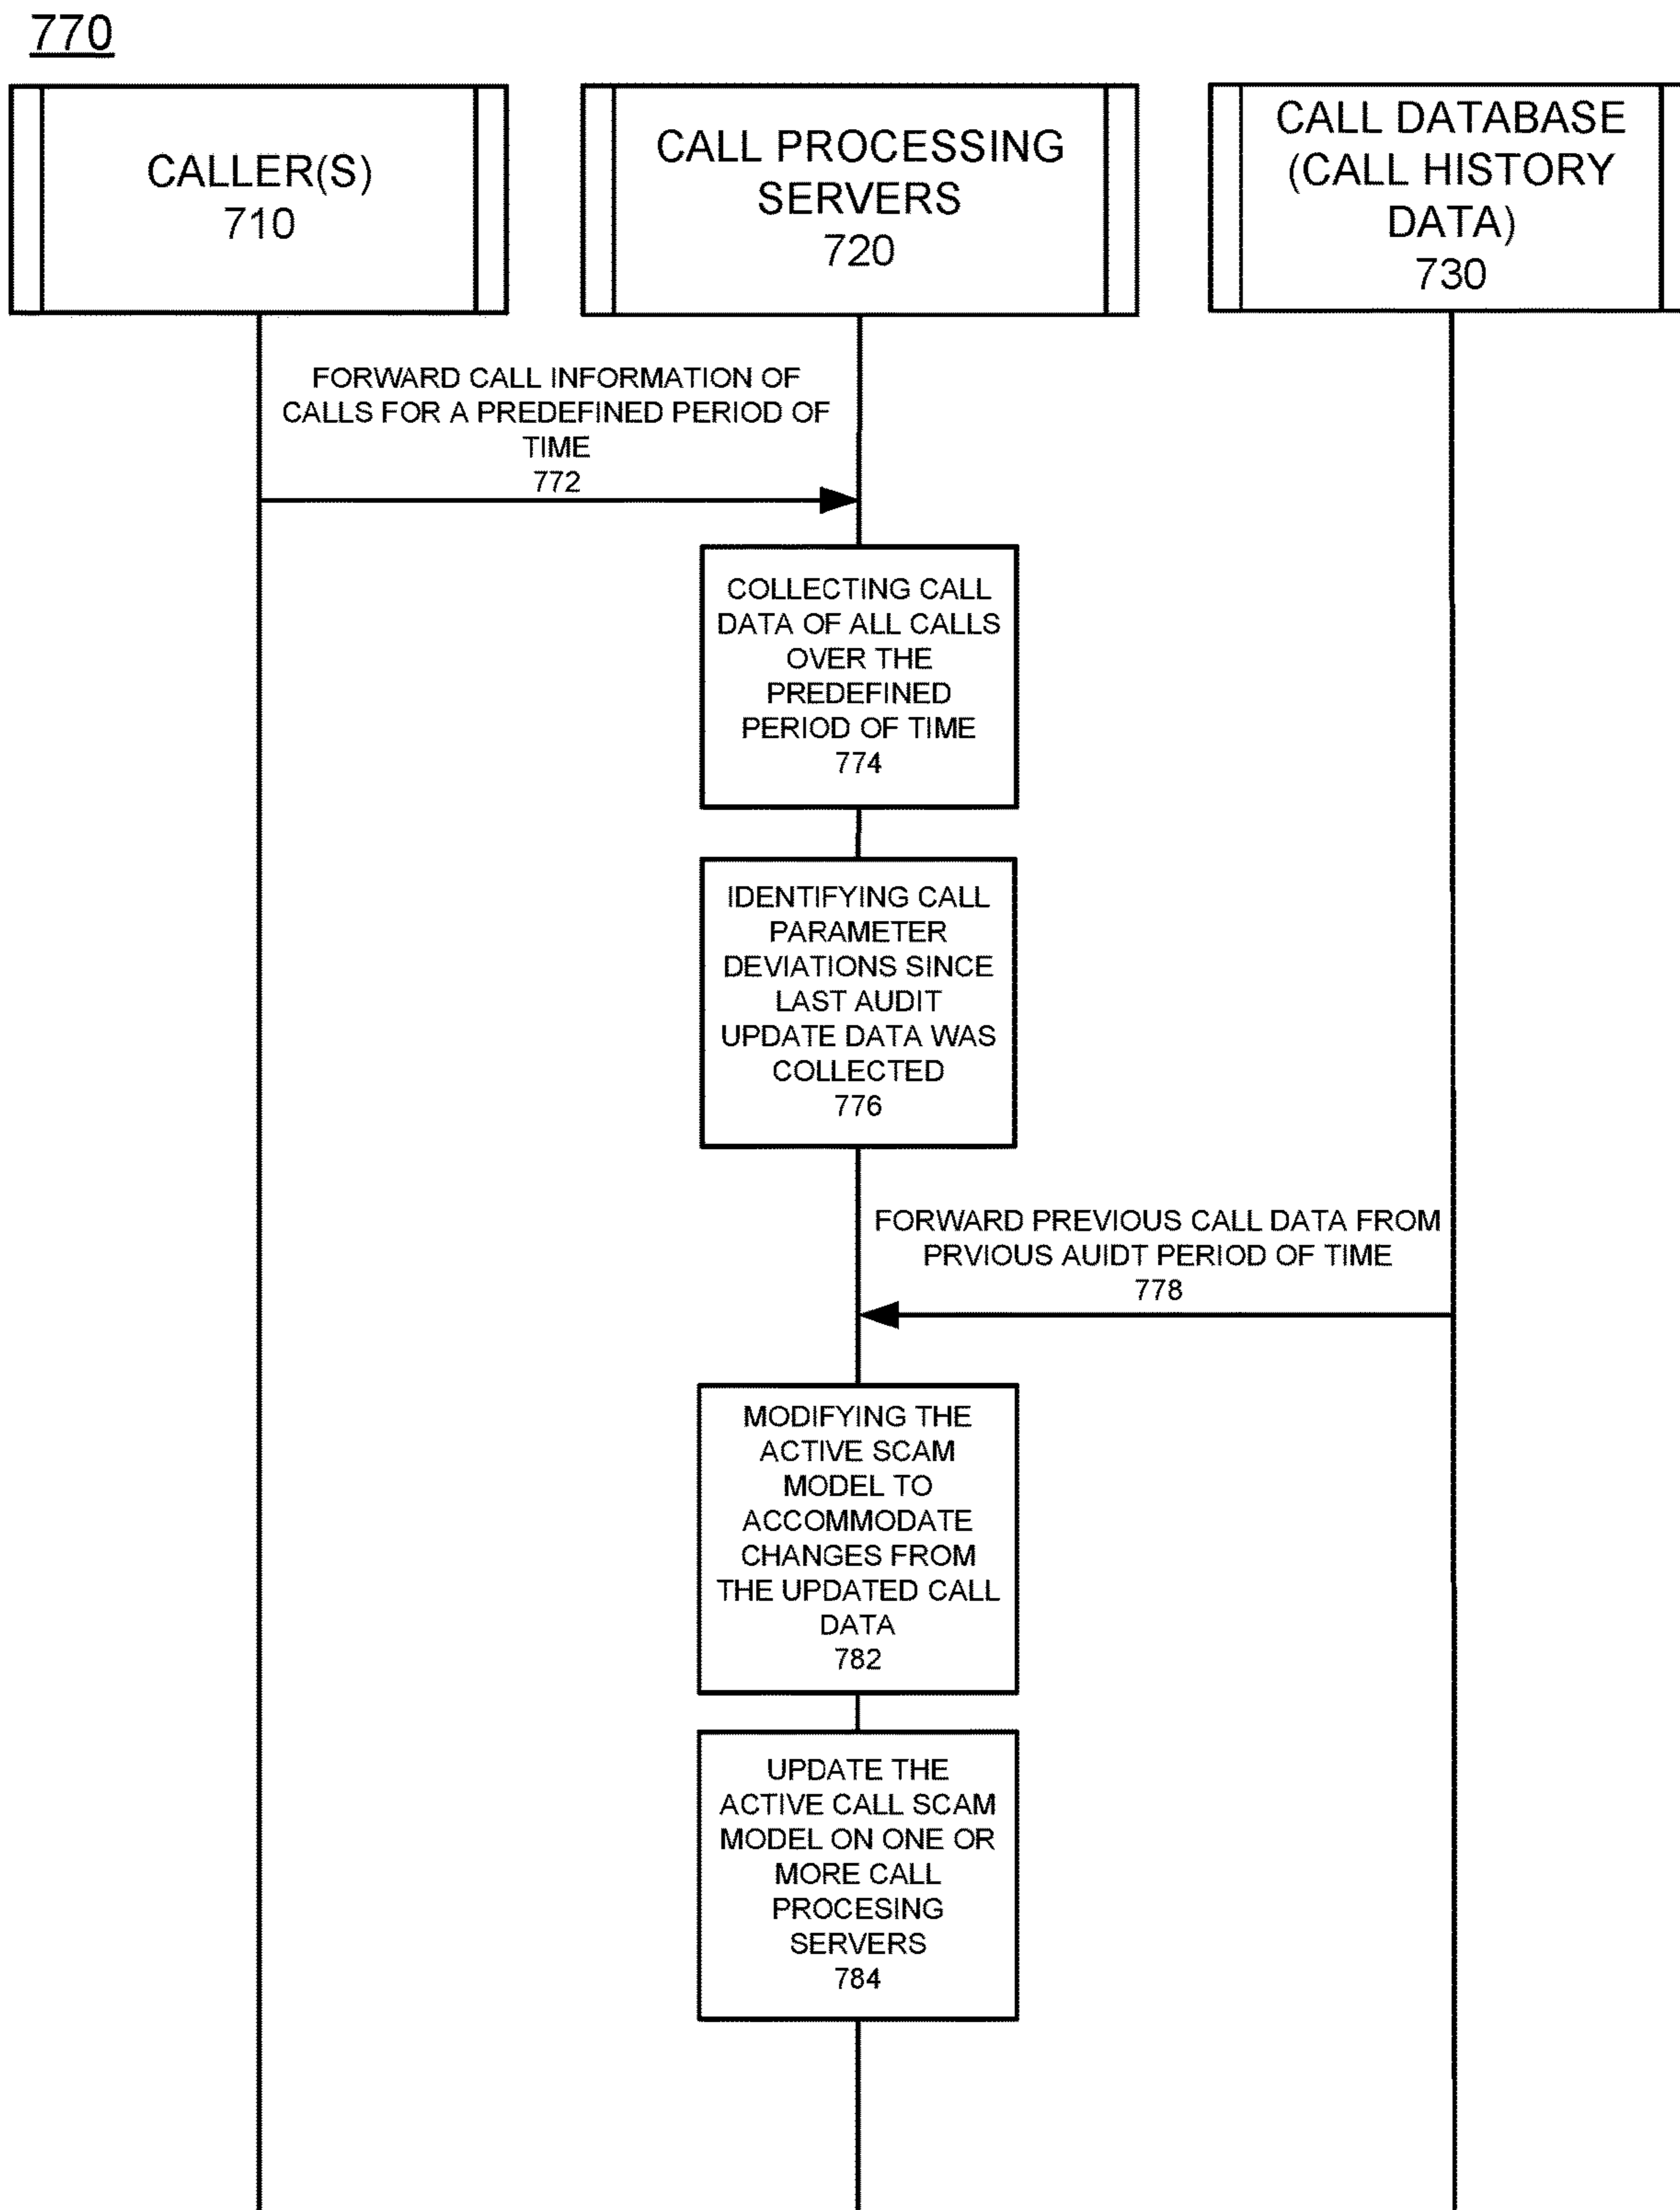 770
CALLER(S)
710
CALL PROCESSING
SERVERS
720
CALL DATABASE
(CALL HISTORY
DATA)
730
FORWARD CALL INFORMATION OF
CALLS FOR A PREDEFINED PERIOD OF
TIME
772
COLLECTING CALL
DATA OF ALL CALLS
OVER THE
PREDEFINED
PERIOD OF TIME
774
IDENTIFYING CALL
PARAMETER
DEVIATIONS SINCE
LAST AUDIT
UPDATE DATA WAS
COLLECTED
776
FORWARD PREVIOUS CALL DATA FROM
PRVIOUS AUIDT PERIOD OF TIME
778
MODIFYING THE
ACTIVE SCAM
MODEL TO
ACCOMMODATE
CHANGES FROM
THE UPDATED CALL
DATA
782
UPDATE THE
ACTIVE CALL SCAM
MODEL ON ONE OR
MORE CALL
PROCESING
SERVERS
784